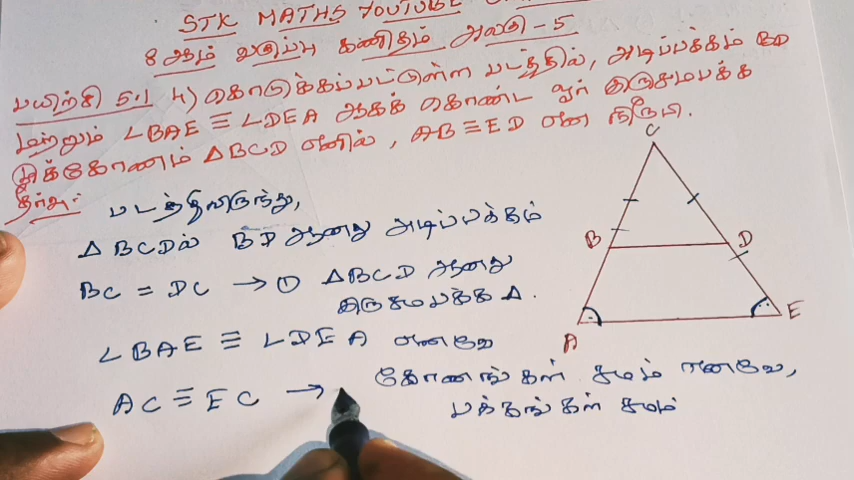 STK MATHS YOUTUBE
8 ஆம் வகுப்பு கணிதம் அலகு - 5
பயிற்சி 5.1 4) கொடுக்கப்பட்டுள்ள படத்தில், அடிப்பக்கம் BD
மற்றும் ∠BAE ≡ ∠DEA ஆகக் கொண்ட ஓர் இருசமபக்க
முக்கோணம் ΔBCD எனில், AB ≡ ED என நிரூபி.
தீர்வு:
படத்திலிருந்து,
Δ BCDல் BD ஆனது அடிப்பக்கம்
BC = DC → ① Δ BCD ஆனது
இருசமபக்க Δ.
∠BAE ≡ ∠DEA எனவே
கோணங்கள் சமம் எனவே,
AC ≡ EC →
பக்கங்கள் சமம்
C
B
D
A
E